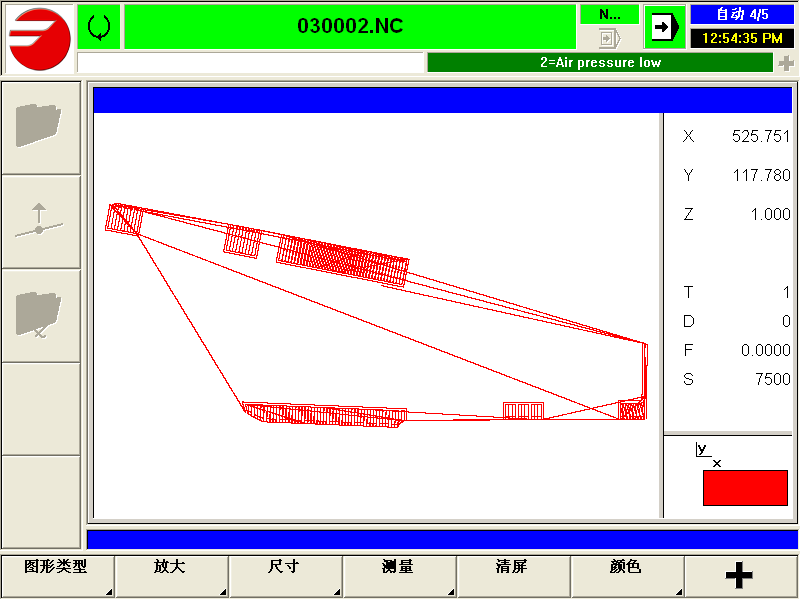 030002.NC
N...
自动 4/5
12:54:35 PM
2=Air pressure low
X 525.751
Y 117.780
Z 1.000
T 1
D 0
F 0.0000
S 7500
y
x
图形类型 放大 尺寸 测量 清屏 颜色